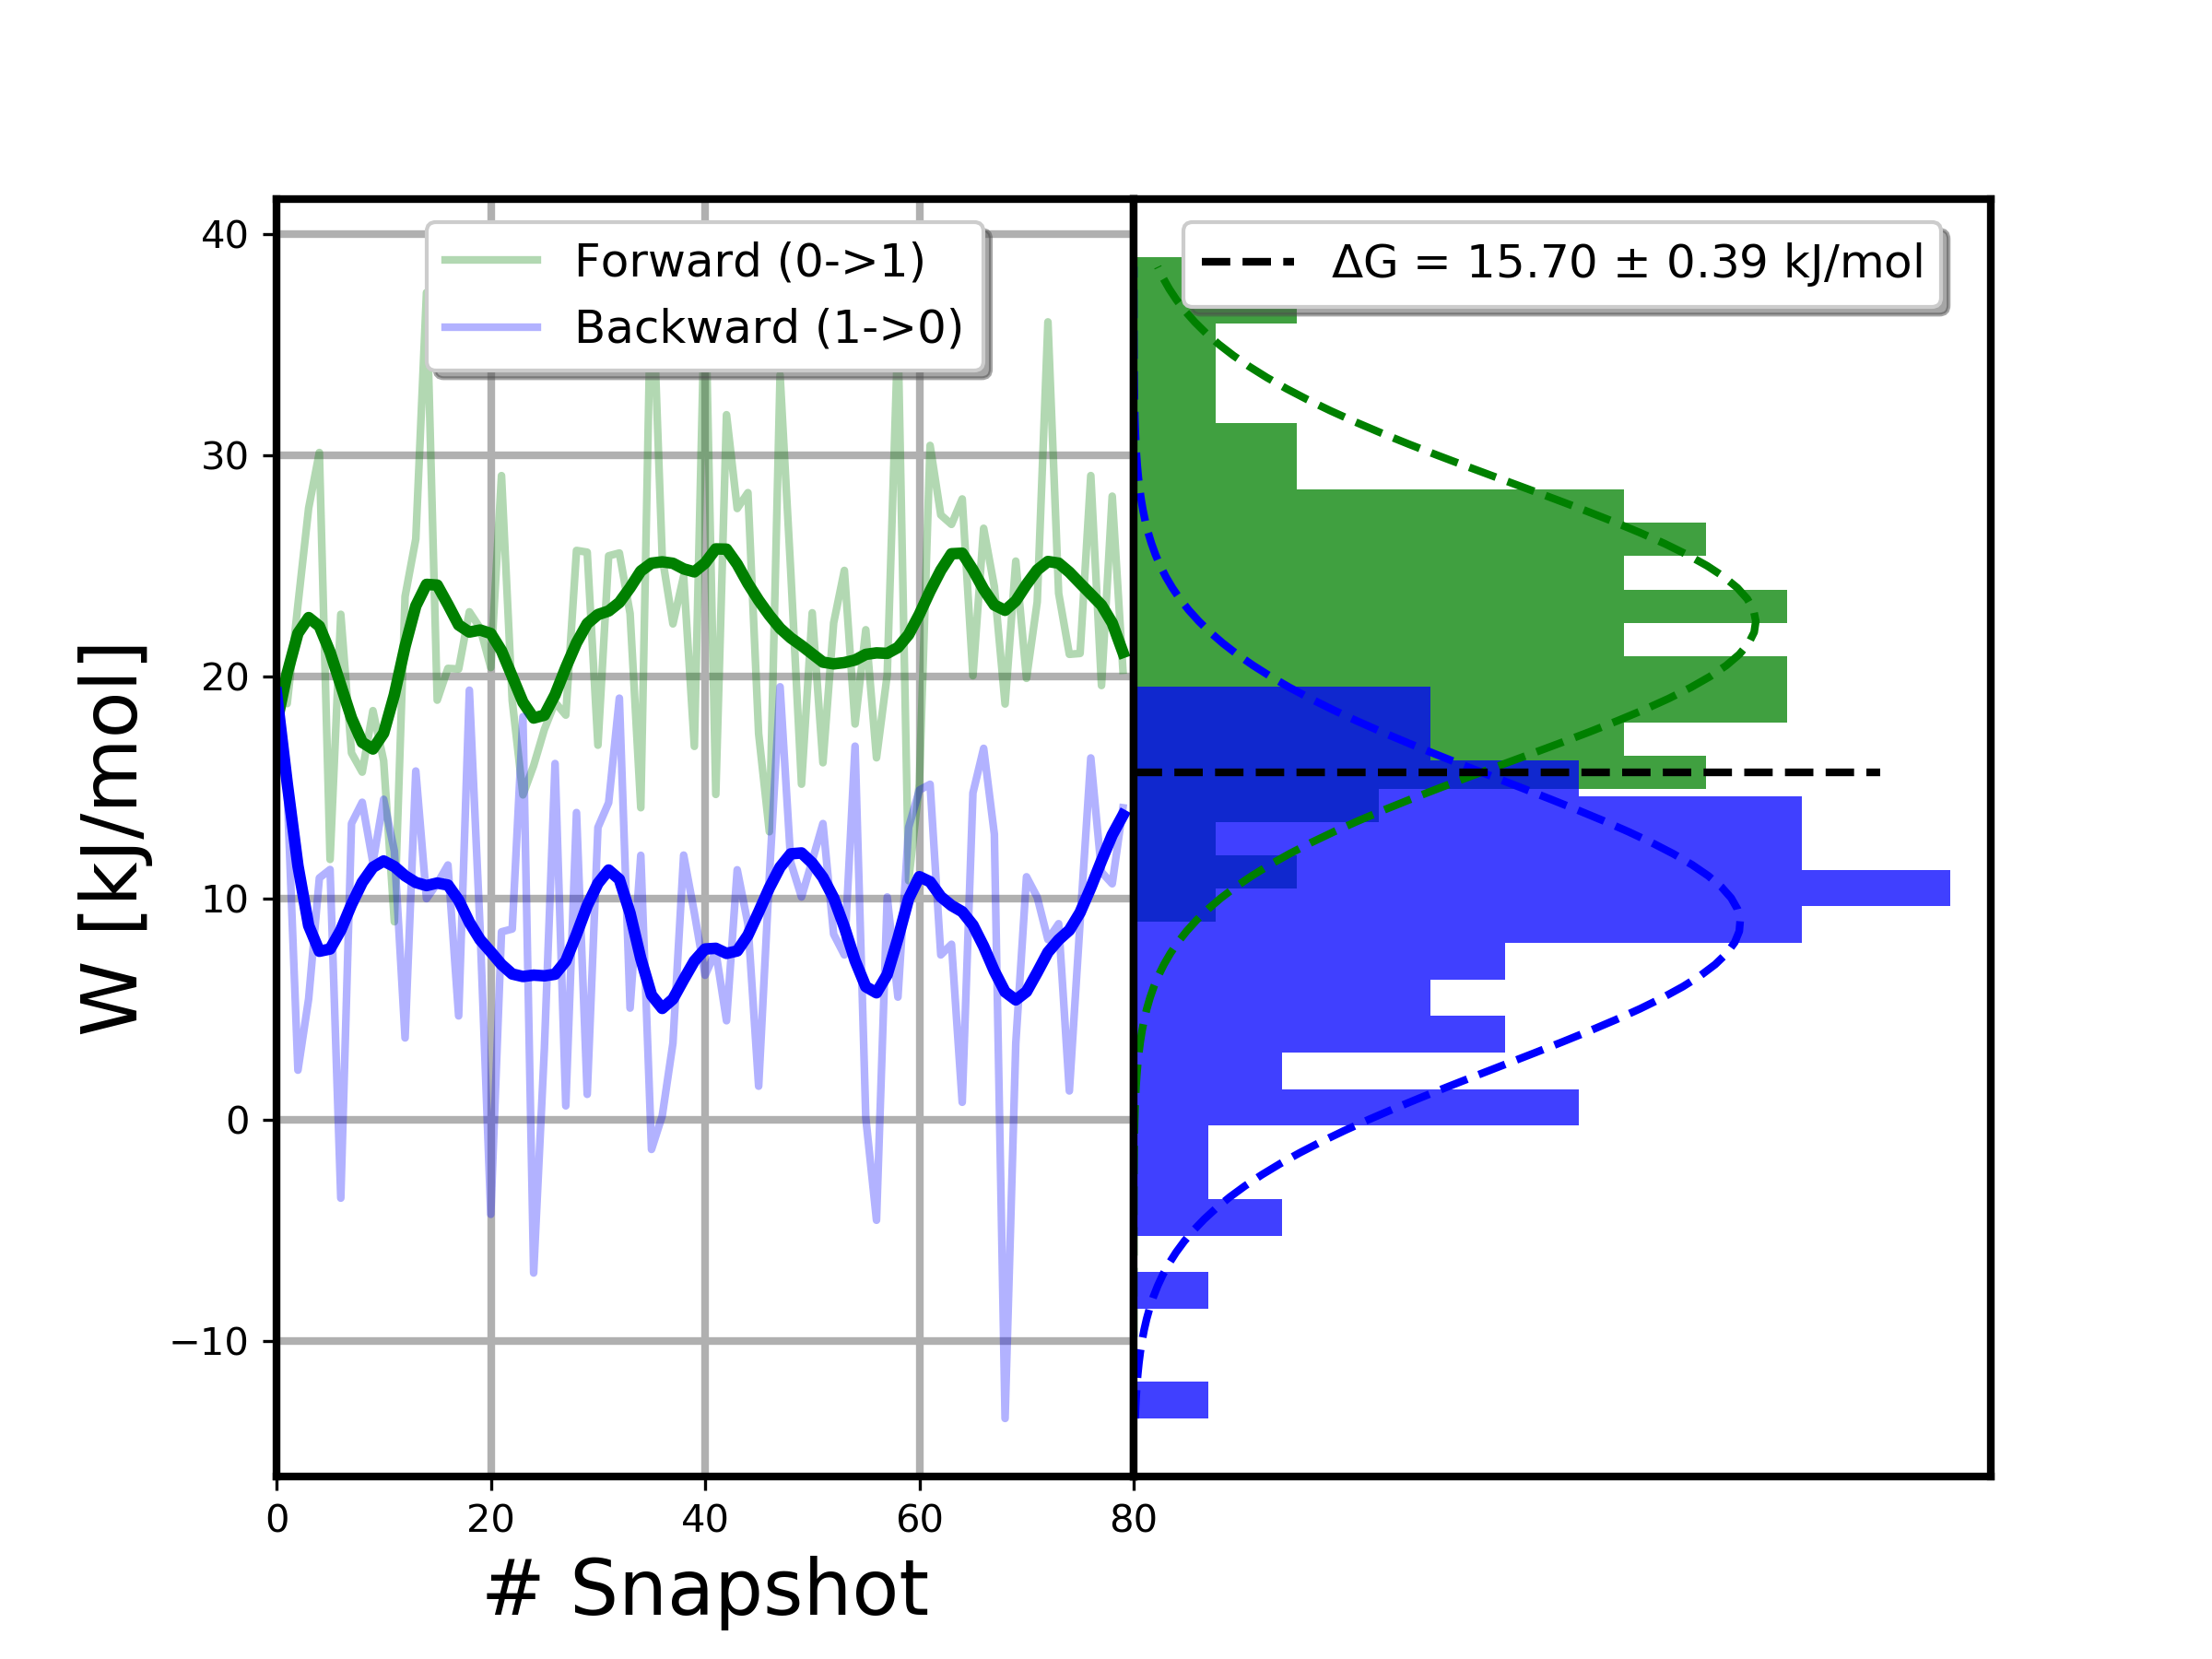 Forward (0->1)
Backward (1->0)
ΔG = 15.70 ± 0.39 kJ/mol
40
30
20
10
0
−10
W [kJ/mol]
0 20 40 60 80
# Snapshot